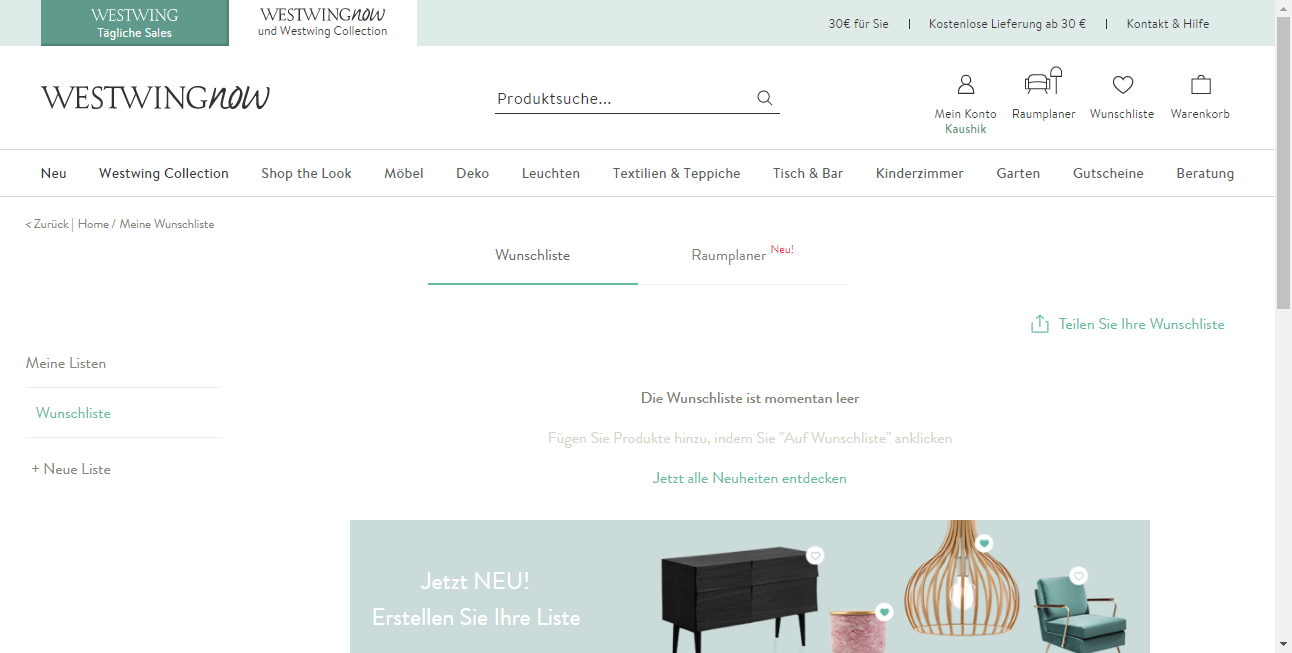 WESTWING
Tägliche Sales
WESTWINGnow
und Westwing Collection
30€ für Sie | Kostenlose Lieferung ab 30 € | Kontakt & Hilfe
WESTWINGnow
Produktsuche...
Mein Konto
Kaushik
Raumplaner
Wunschliste
Warenkorb
Neu Westwing Collection Shop the Look Möbel Deko Leuchten Textilien & Teppiche Tisch & Bar Kinderzimmer Garten Gutscheine Beratung
< Zurück | Home / Meine Wunschliste
Wunschliste
Raumplaner Neu!
Teilen Sie Ihre Wunschliste
Meine Listen
Wunschliste
+ Neue Liste
Die Wunschliste ist momentan leer
Fügen Sie Produkte hinzu, indem Sie "Auf Wunschliste" anklicken
Jetzt alle Neuheiten entdecken
Jetzt NEU!
Erstellen Sie Ihre Liste